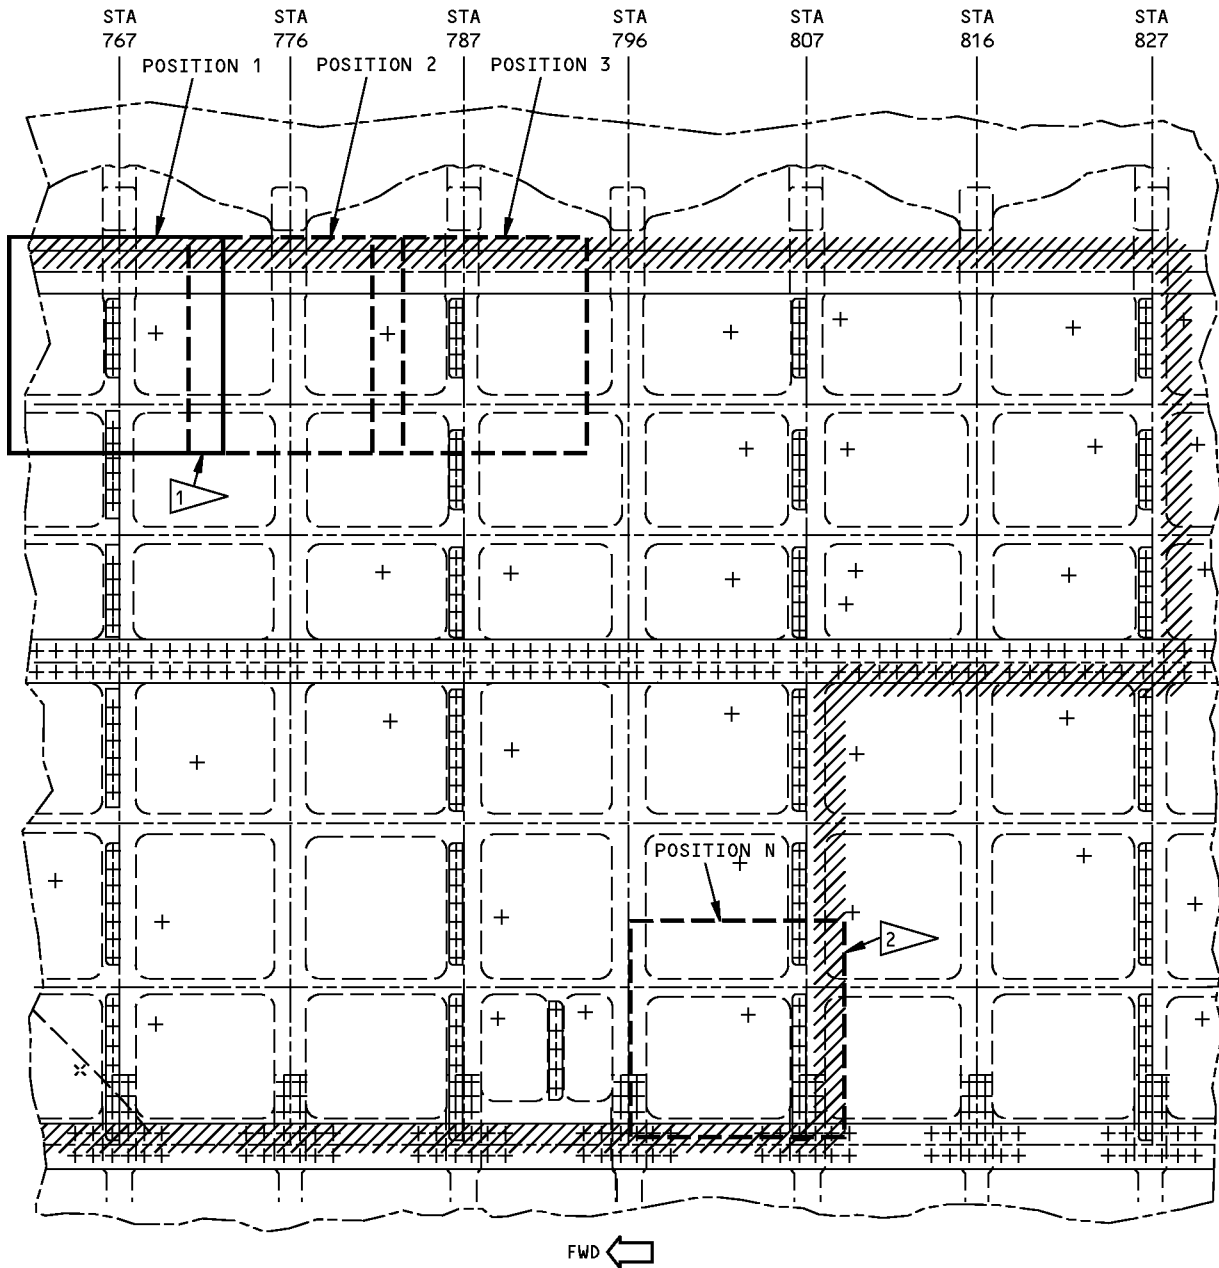 STA STA STA STA STA STA STA
767 776 787 796 807 816 827
POSITION 1 POSITION 2 POSITION 3
1
POSITION N
2
FWD